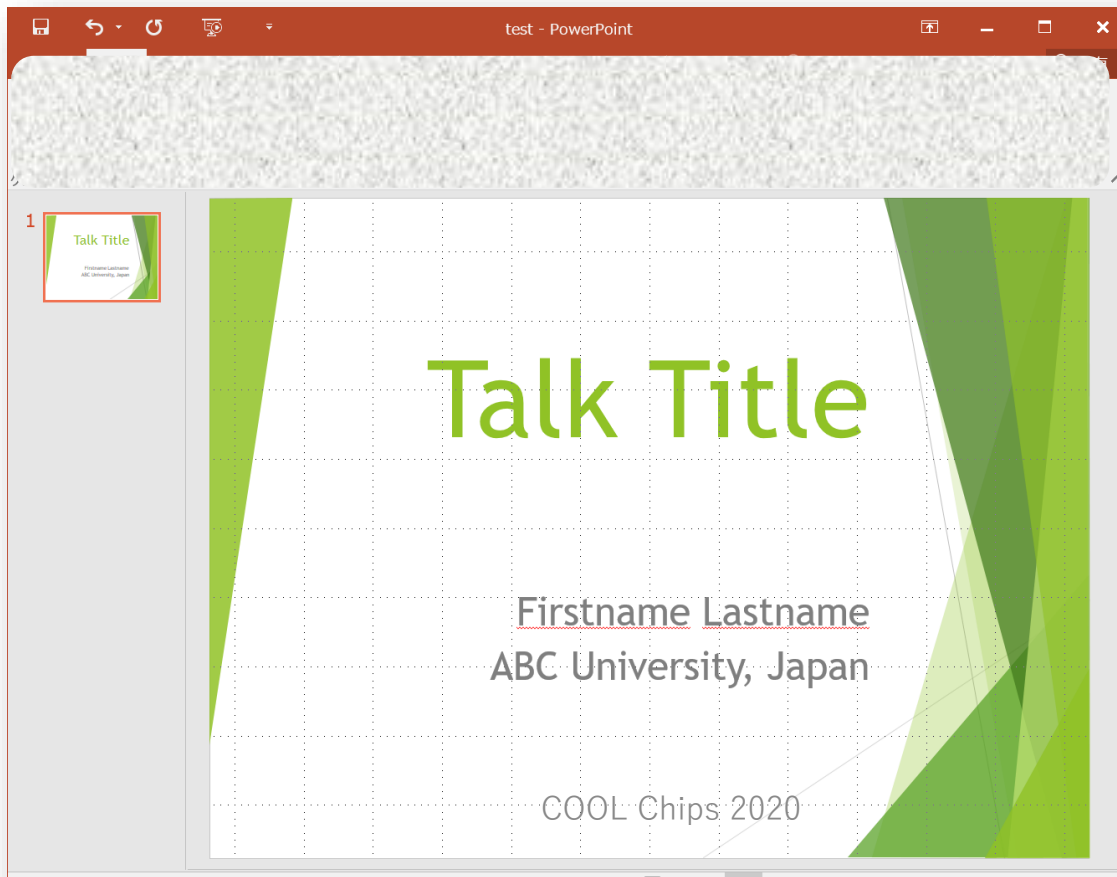 test - PowerPoint
1
Talk Title
Firstname Lastname
ABC University, Japan
Talk Title
Firstname Lastname
ABC University, Japan
COOL Chips 2020